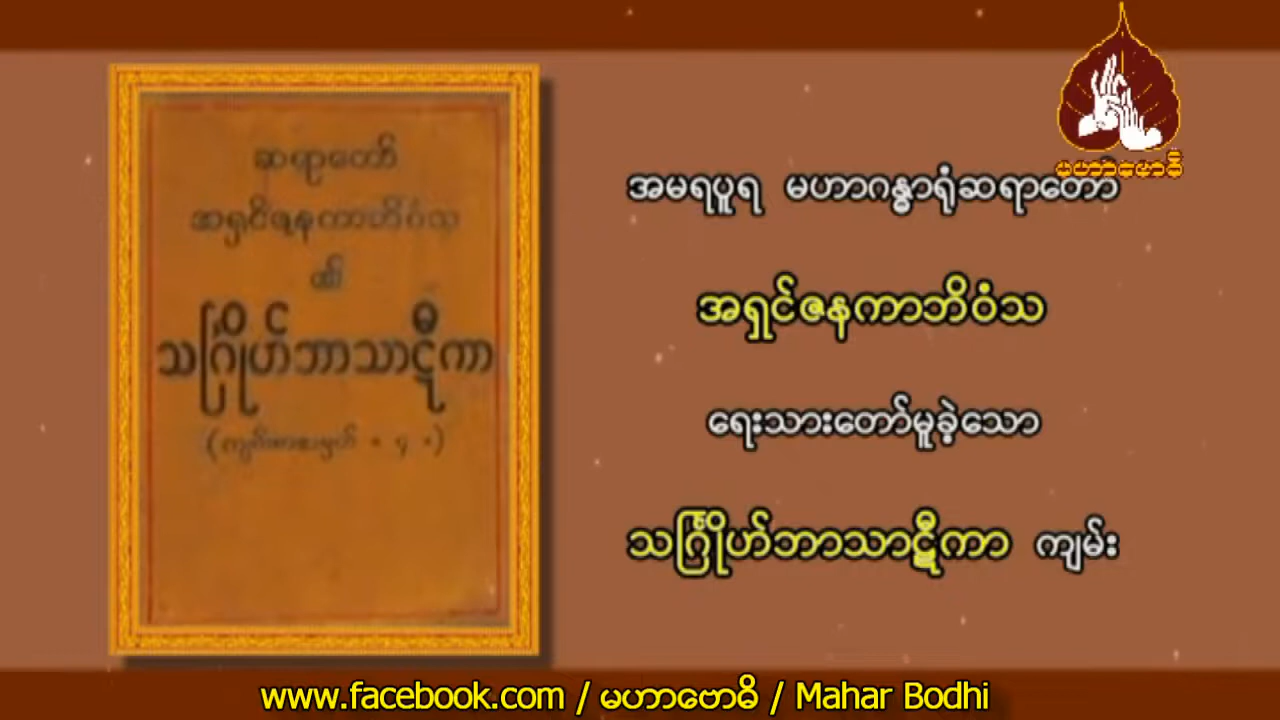 ဆရာတော်
အရှင်ဇနကာဘိဝံသ
၏
သင်္ဂြိုဟ်ဘာသာဋီကာ
မဟာဗောဓိ
အမရပူရ မဟာဂန္ဓာရုံဆရာတော်
အရှင်ဇနကာဘိဝံသ
ရေးသားတော်မူခဲ့သော
သင်္ဂြိုဟ်ဘာသာဋီကာ ကျမ်း
www.facebook.com / မဟာဗောဓိ / Mahar Bodhi